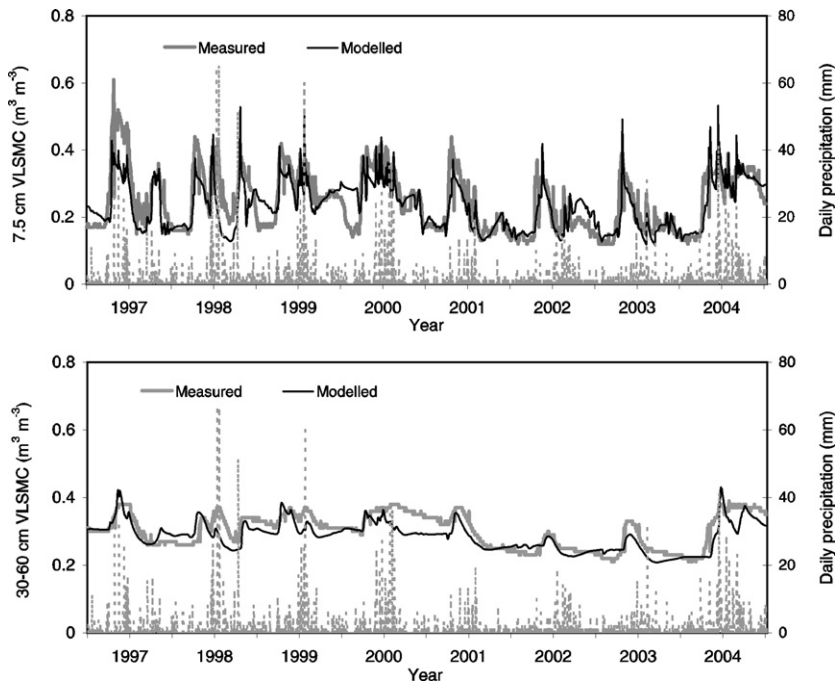 0.8
80
Measured
Modelled
0.6
60
7.5 cm VLSMC (m³ m⁻³)
0.4
40
Daily precipitation (mm)
0.2
20
0
0
1997 1998 1999 2000 2001 2002 2003 2004
Year
0.8
80
Measured
Modelled
0.6
60
30-60 cm VLSMC (m³ m⁻³)
0.4
40
Daily precipitation (mm)
0.2
20
0
0
1997 1998 1999 2000 2001 2002 2003 2004
Year